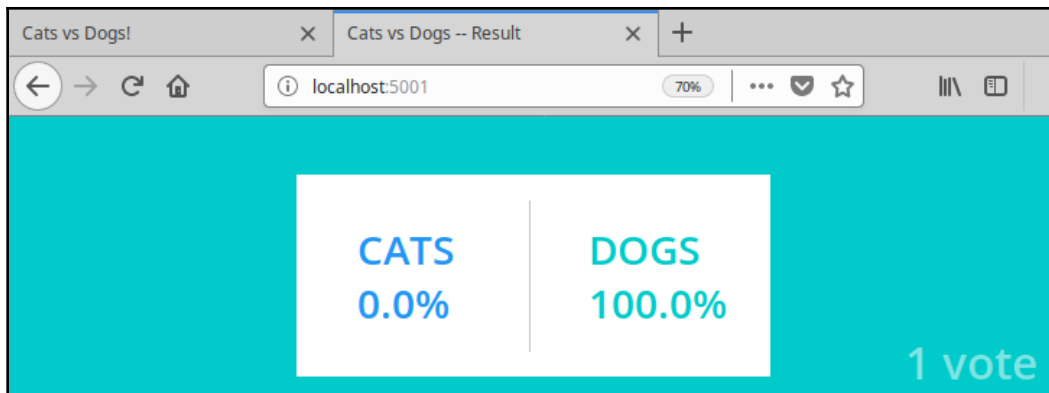 Cats vs Dogs!
Cats vs Dogs -- Result
localhost:5001
70%
CATS
DOGS
0.0%
100.0%
1 vote